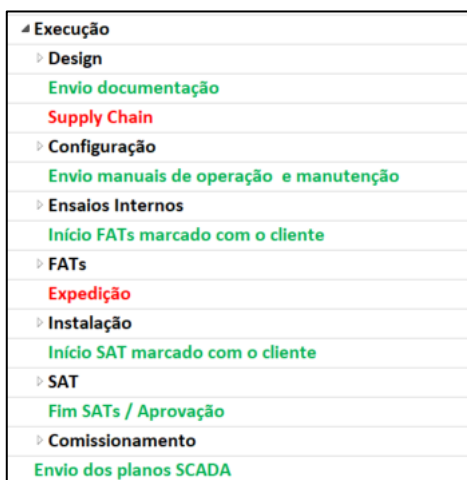 Execução
Design
Envio documentação
Supply Chain
Configuração
Envio manuais de operação e manutenção
Ensaios Internos
Início FATs marcado com o cliente
FATs
Expedição
Instalação
Início SAT marcado com o cliente
SAT
Fim SATs / Aprovação
Comissionamento
Envio dos planos SCADA